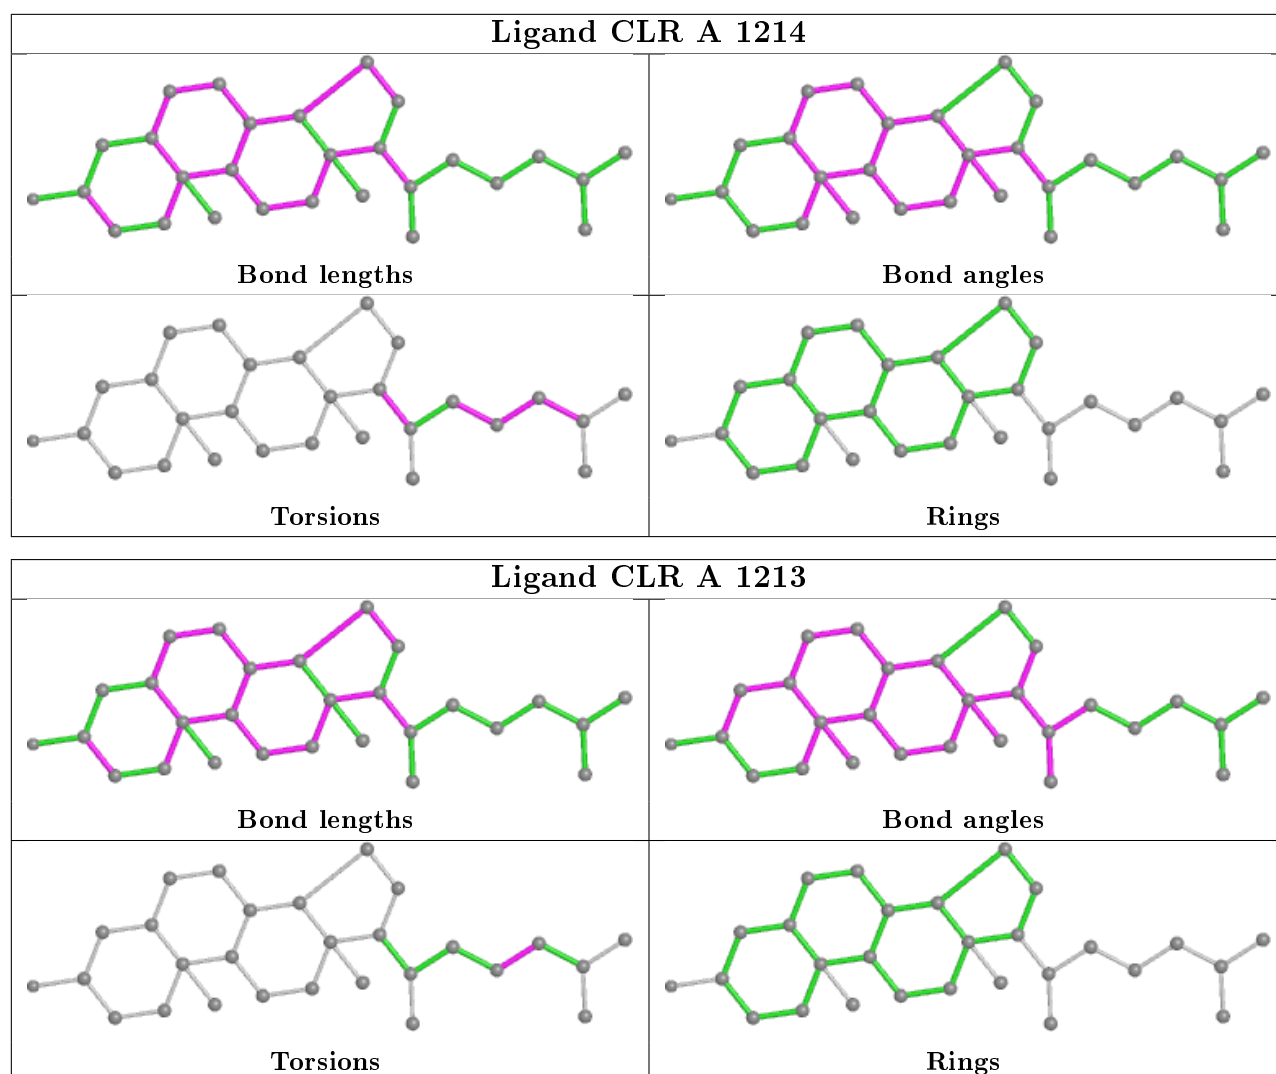 Ligand CLR A 1214
Bond lengths
Bond angles
Torsions
Rings
Ligand CLR A 1213
Bond lengths
Bond angles
Torsions
Rings